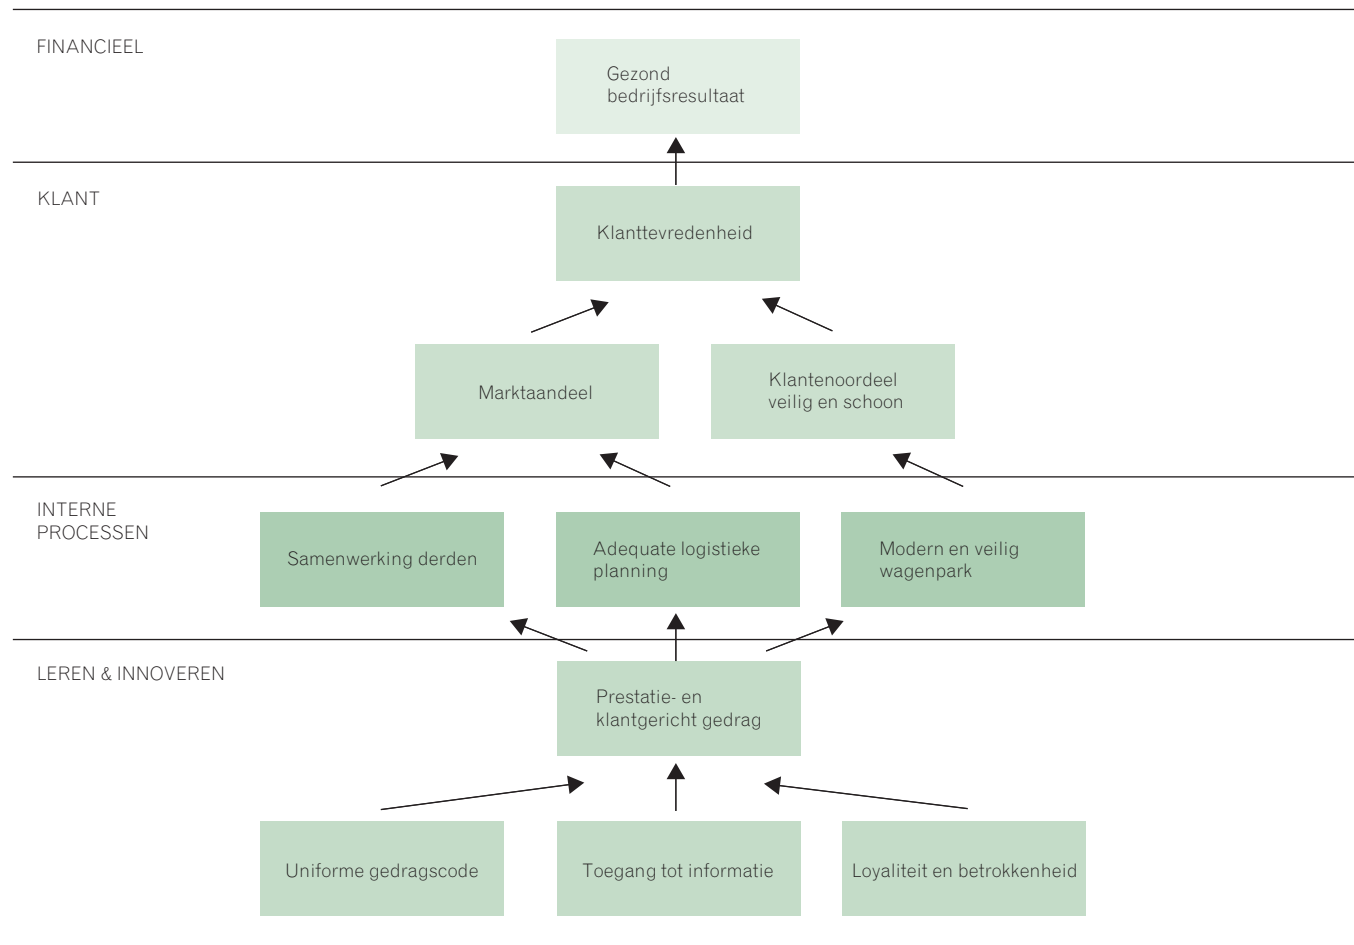 FINANCIEEL
Gezond
bedrijfsresultaat
KLANT
Klanttevredenheid
Marktaandeel
Klantenoordeel
veilig en schoon
INTERNE
PROCESSEN
Samenwerking derden
Adequate logistieke
planning
Modern en veilig
wagenpark
LEREN & INNOVEREN
Prestatie- en
klantgericht gedrag
Uniforme gedragscode
Toegang tot informatie
Loyaliteit en betrokkenheid